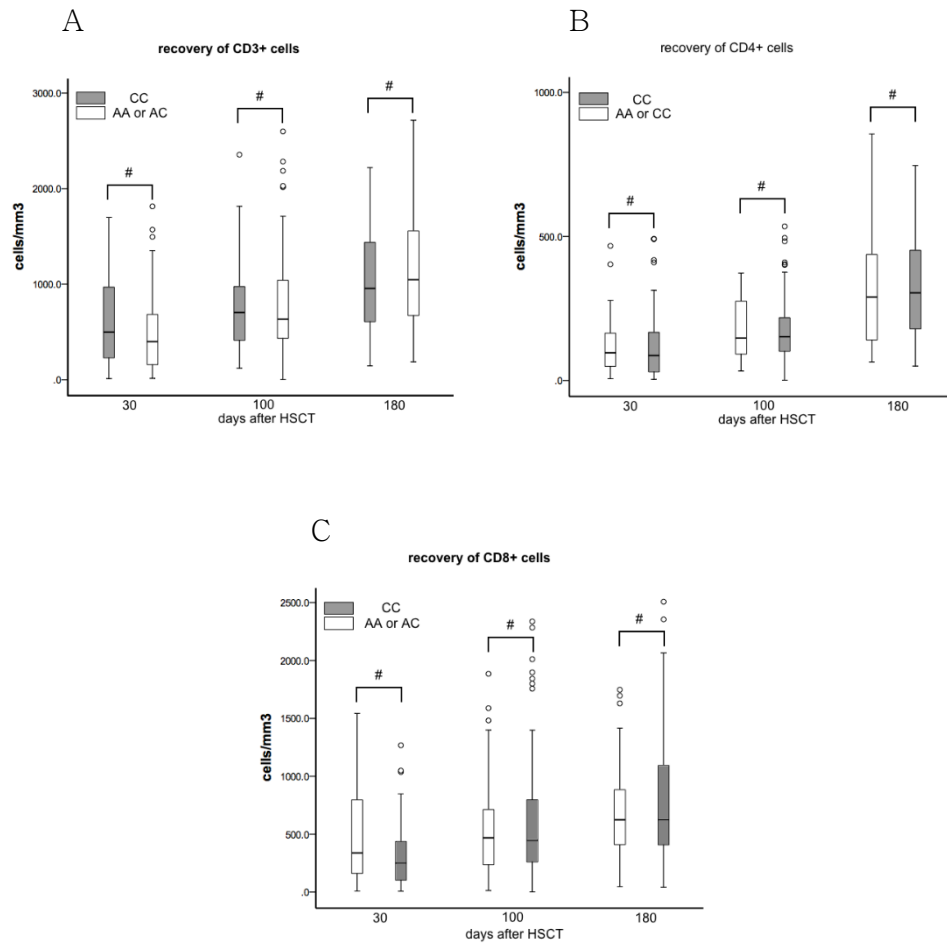 A
recovery of CD3+ cells
CC
AA or AC
#
#
#
3000.0
2000.0
1000.0
.0
cells/mm3
30
100
180
days after HSCT
B
recovery of CD4+ cells
CC
AA or CC
#
#
#
1000.0
500.0
.0
cells/mm3
30
100
180
days after HSCT
C
recovery of CD8+ cells
CC
AA or AC
#
#
#
2500.0
2000.0
1500.0
1000.0
500.0
.0
cells/mm3
30
100
180
days after HSCT